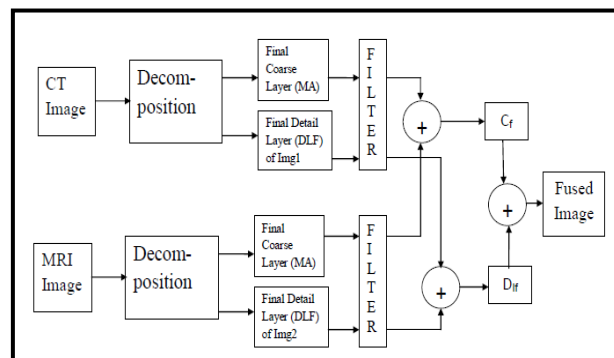 CT
Image
Decom-
position
Final
Coarse
Layer (MA)
Final Detail
Layer (DLF)
of Img1
F
I
L
T
E
R
+
Cf
+
Fused
Image
MRI
Image
Decom-
position
Final
Coarse
Layer (MA)
Final Detail
Layer (DLF)
of Img2
F
I
L
T
E
R
+
Dlf